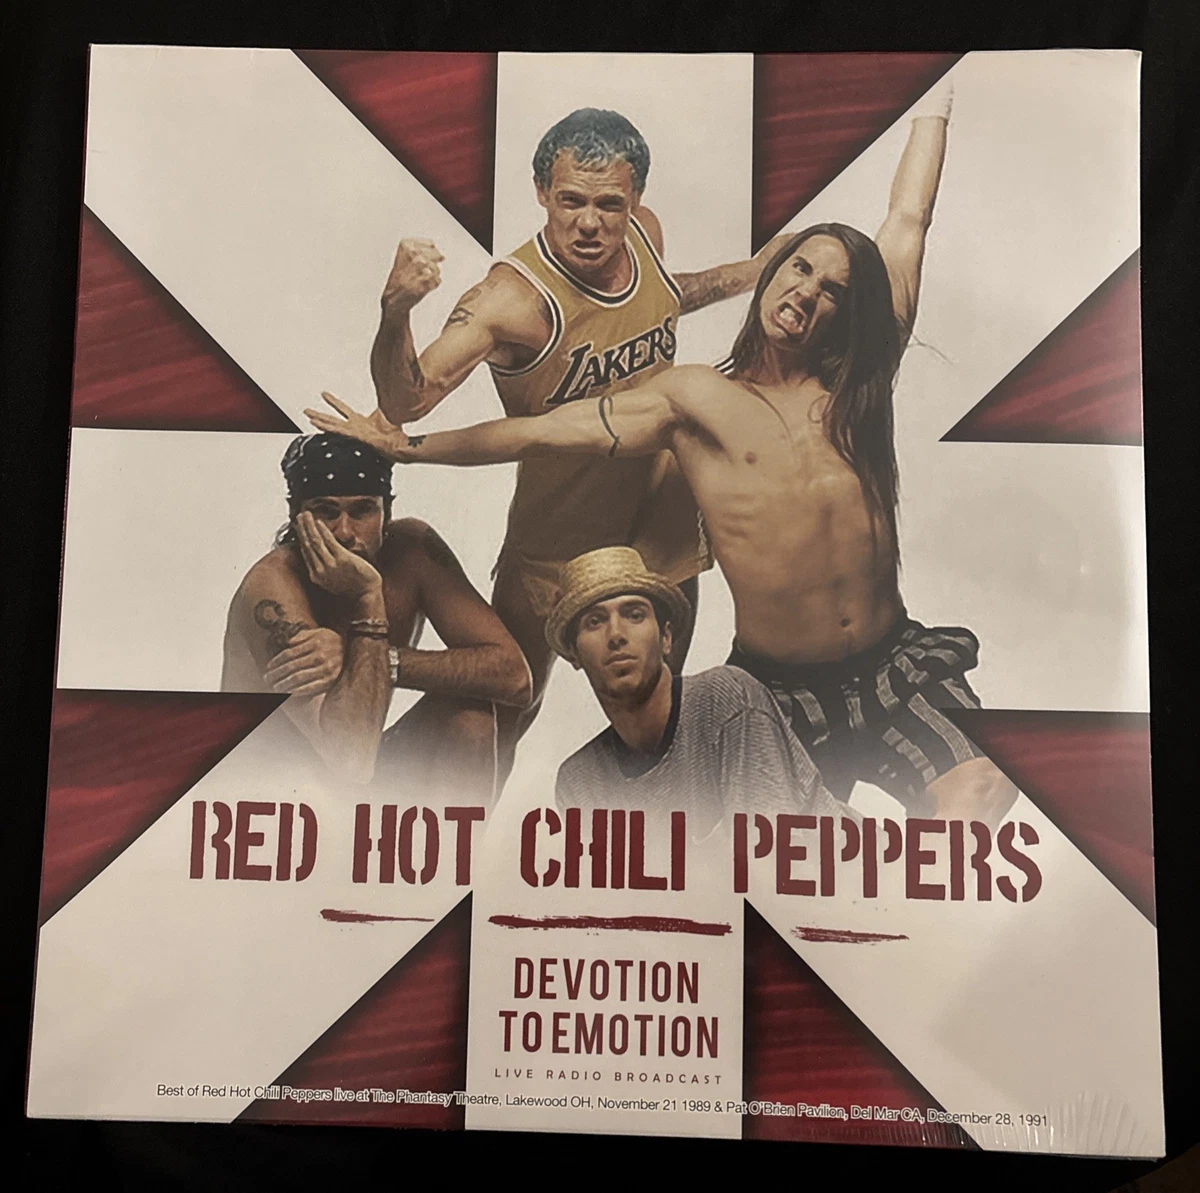 LAKERS
RED HOT CHILI PEPPERS
DEVOTION
TO EMOTION
LIVE RADIO BROADCAST
Best of Red Hot Chili Peppers live at The Phantasy Theatre, Lakewood OH, November 21 1989 & Pat O'Brien Pavilion, Del Mar CA, December 28, 1991